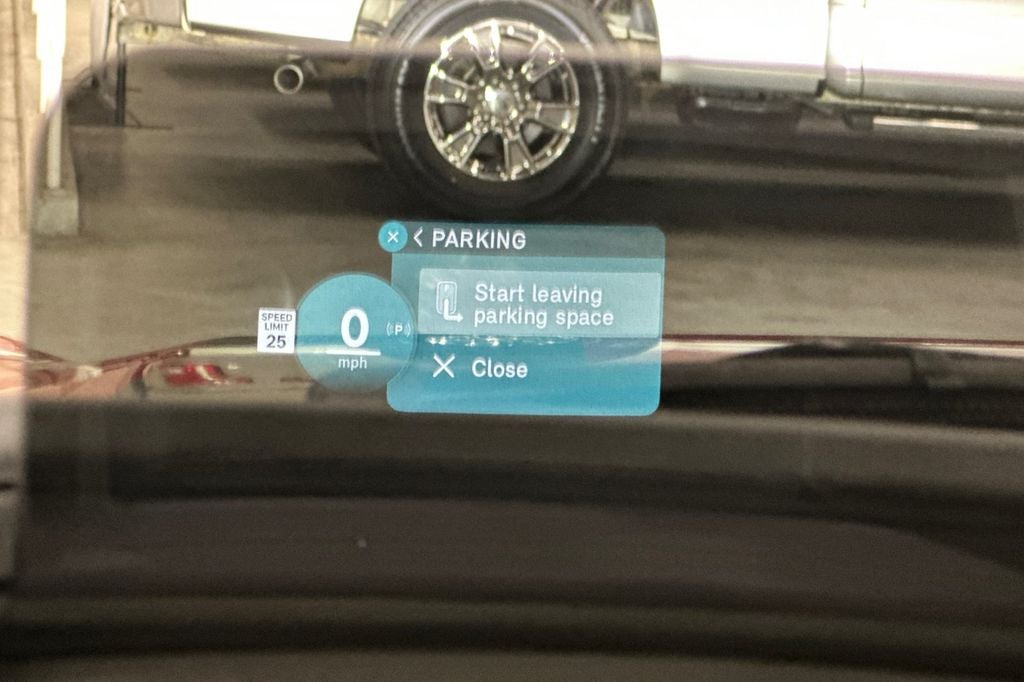 PARKING
Start leaving
parking space
Close
SPEED
LIMIT
25
0
mph
(P)